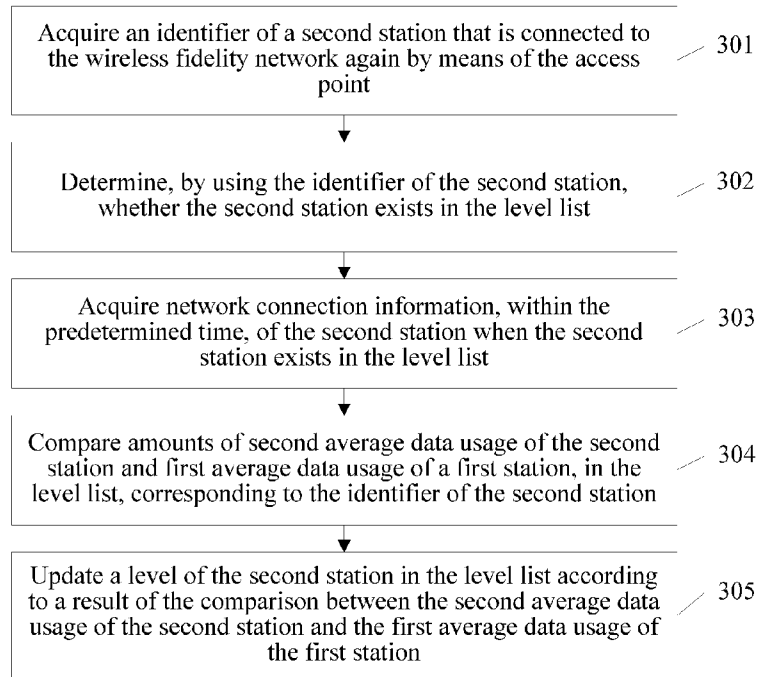 Acquire an identifier of a second station that is connected to
the wireless fidelity network again by means of the access
point
301
Determine, by using the identifier of the second station,
whether the second station exists in the level list
302
Acquire network connection information, within the
predetermined time, of the second station when the second
station exists in the level list
303
Compare amounts of second average data usage of the second
station and first average data usage of a first station, in the
level list, corresponding to the identifier of the second station
304
Update a level of the second station in the level list according
to a result of the comparison between the second average data
usage of the second station and the first average data usage of
the first station
305